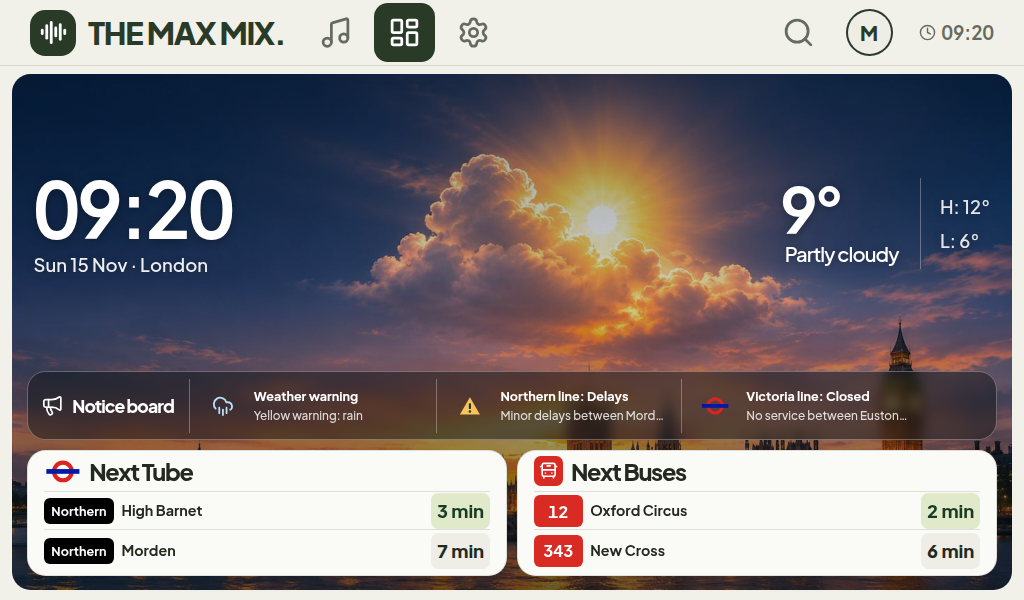 THE MAX MIX.
M
09:20
09:20
Sun 15 Nov · London
9°
Partly cloudy
H: 12°
L: 6°
Notice board
Weather warning
Yellow warning: rain
Northern line: Delays
Minor delays between Mord…
Victoria line: Closed
No service between Euston…
Next Tube
Northern High Barnet 3 min
Northern Morden 7 min
Next Buses
12 Oxford Circus 2 min
343 New Cross 6 min